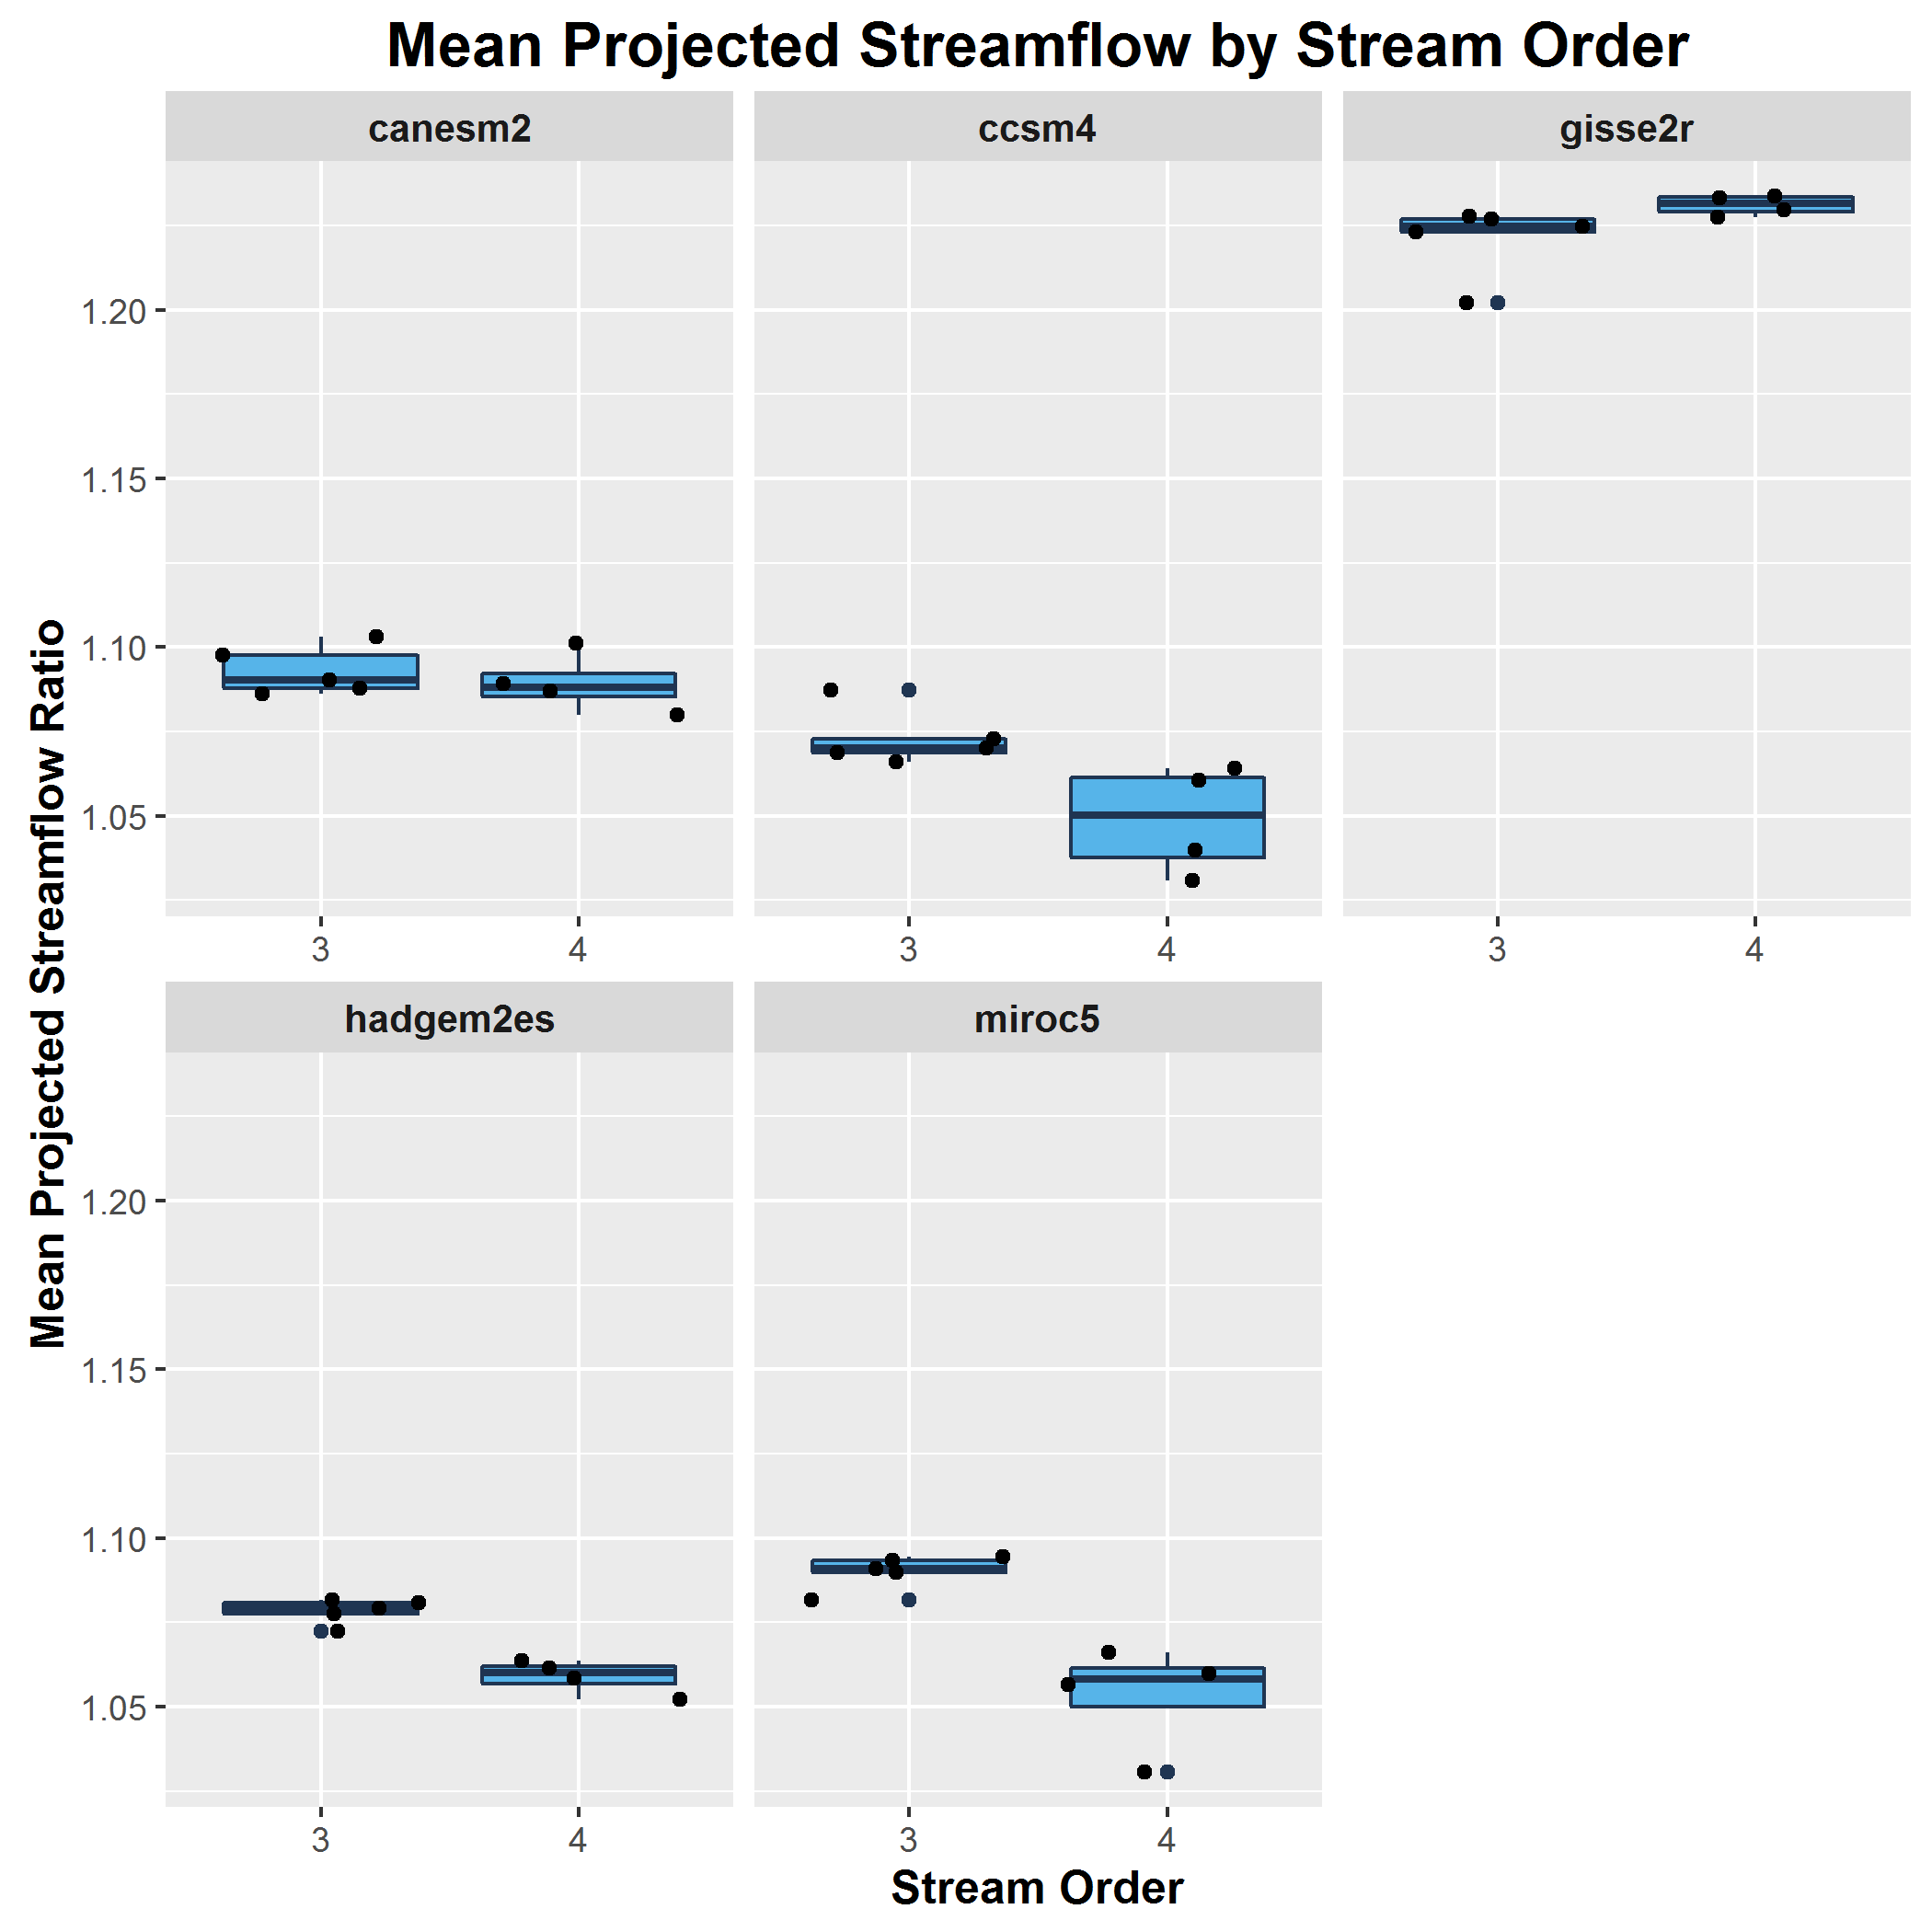 Mean Projected Streamflow by Stream Order
canesm2
ccsm4
gisse2r
1.20
1.15
1.10
1.05
3
4
3
4
3
4
Mean Projected Streamflow Ratio
hadgem2es
miroc5
1.20
1.15
1.10
1.05
3
4
3
4
Stream Order